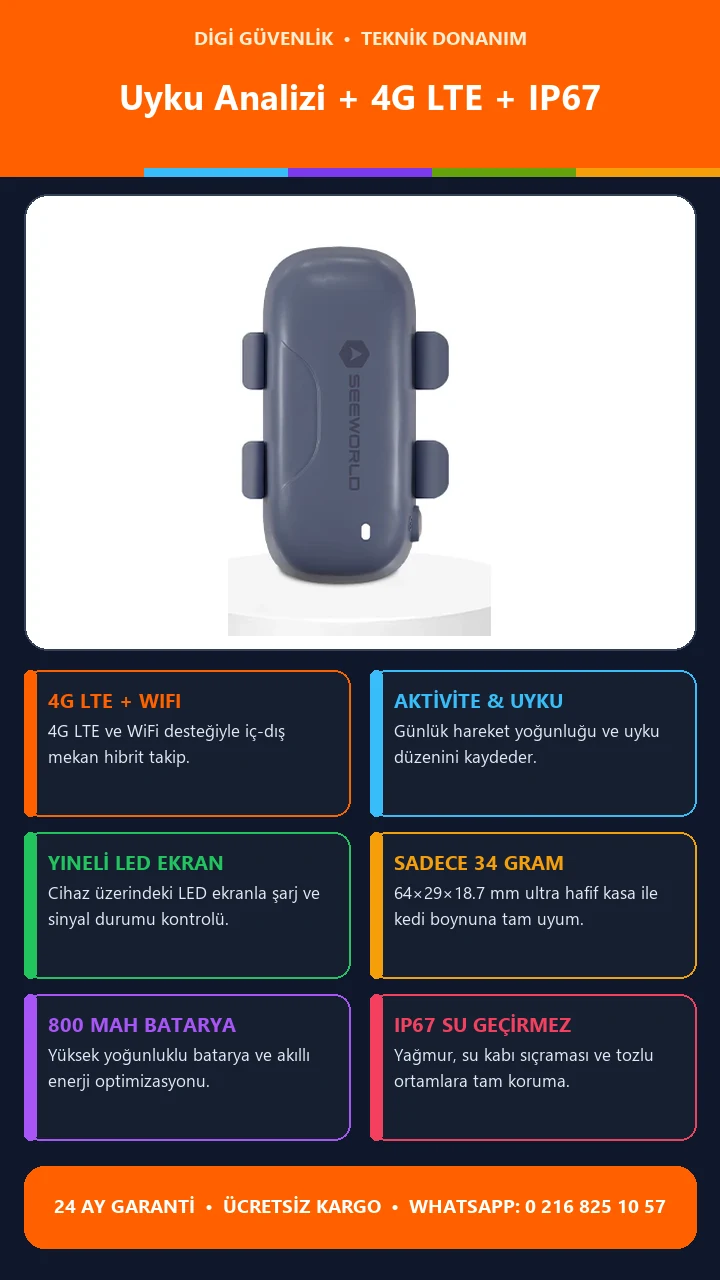 DİGİ GÜVENLİK • TEKNİK DONANIM
Uyku Analizi + 4G LTE + IP67
SEEWORLD
4G LTE + WIFI
4G LTE ve WiFi desteğiyle iç-dış
mekan hibrit takip.
AKTİVİTE & UYKU
Günlük hareket yoğunluğu ve uyku
düzenini kaydeder.
YINELİ LED EKRAN
Cihaz üzerindeki LED ekranla şarj ve
sinyal durumu kontrolü.
SADECE 34 GRAM
64×29×18.7 mm ultra hafif kasa ile
kedi boynuna tam uyum.
800 MAH BATARYA
Yüksek yoğunluklu batarya ve akıllı
enerji optimizasyonu.
IP67 SU GEÇİRMEZ
Yağmur, su kabı sıçraması ve tozlu
ortamlara tam koruma.
24 AY GARANTİ • ÜCRETSİZ KARGO • WHATSAPP: 0 216 825 10 57